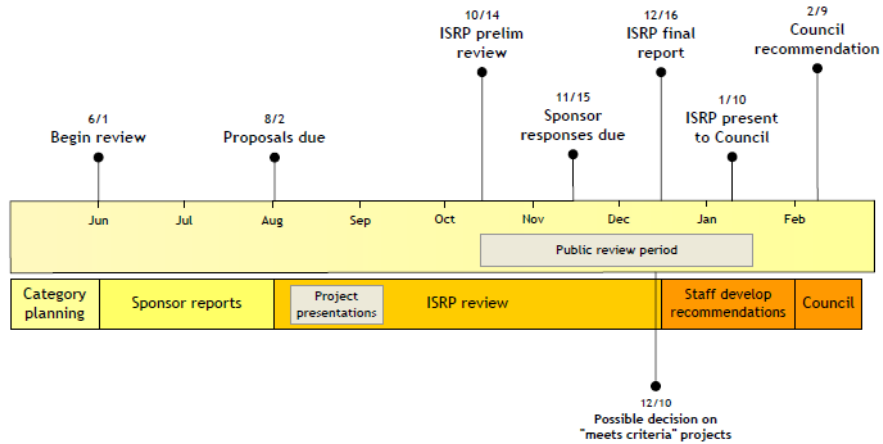 10/14
ISRP prelim
review
12/16
ISRP final
report
2/9
Council
recommendation
6/1
Begin review
8/2
Proposals due
11/15
Sponsor
responses due
1/10
ISRP present
to Council
Jun
Jul
Aug
Sep
Oct
Nov
Dec
Jan
Feb
Public review period
Category
planning
Sponsor reports
Project
presentations
ISRP review
Staff develop
recommendations
Council
12/10
Possible decision on
"meets criteria" projects